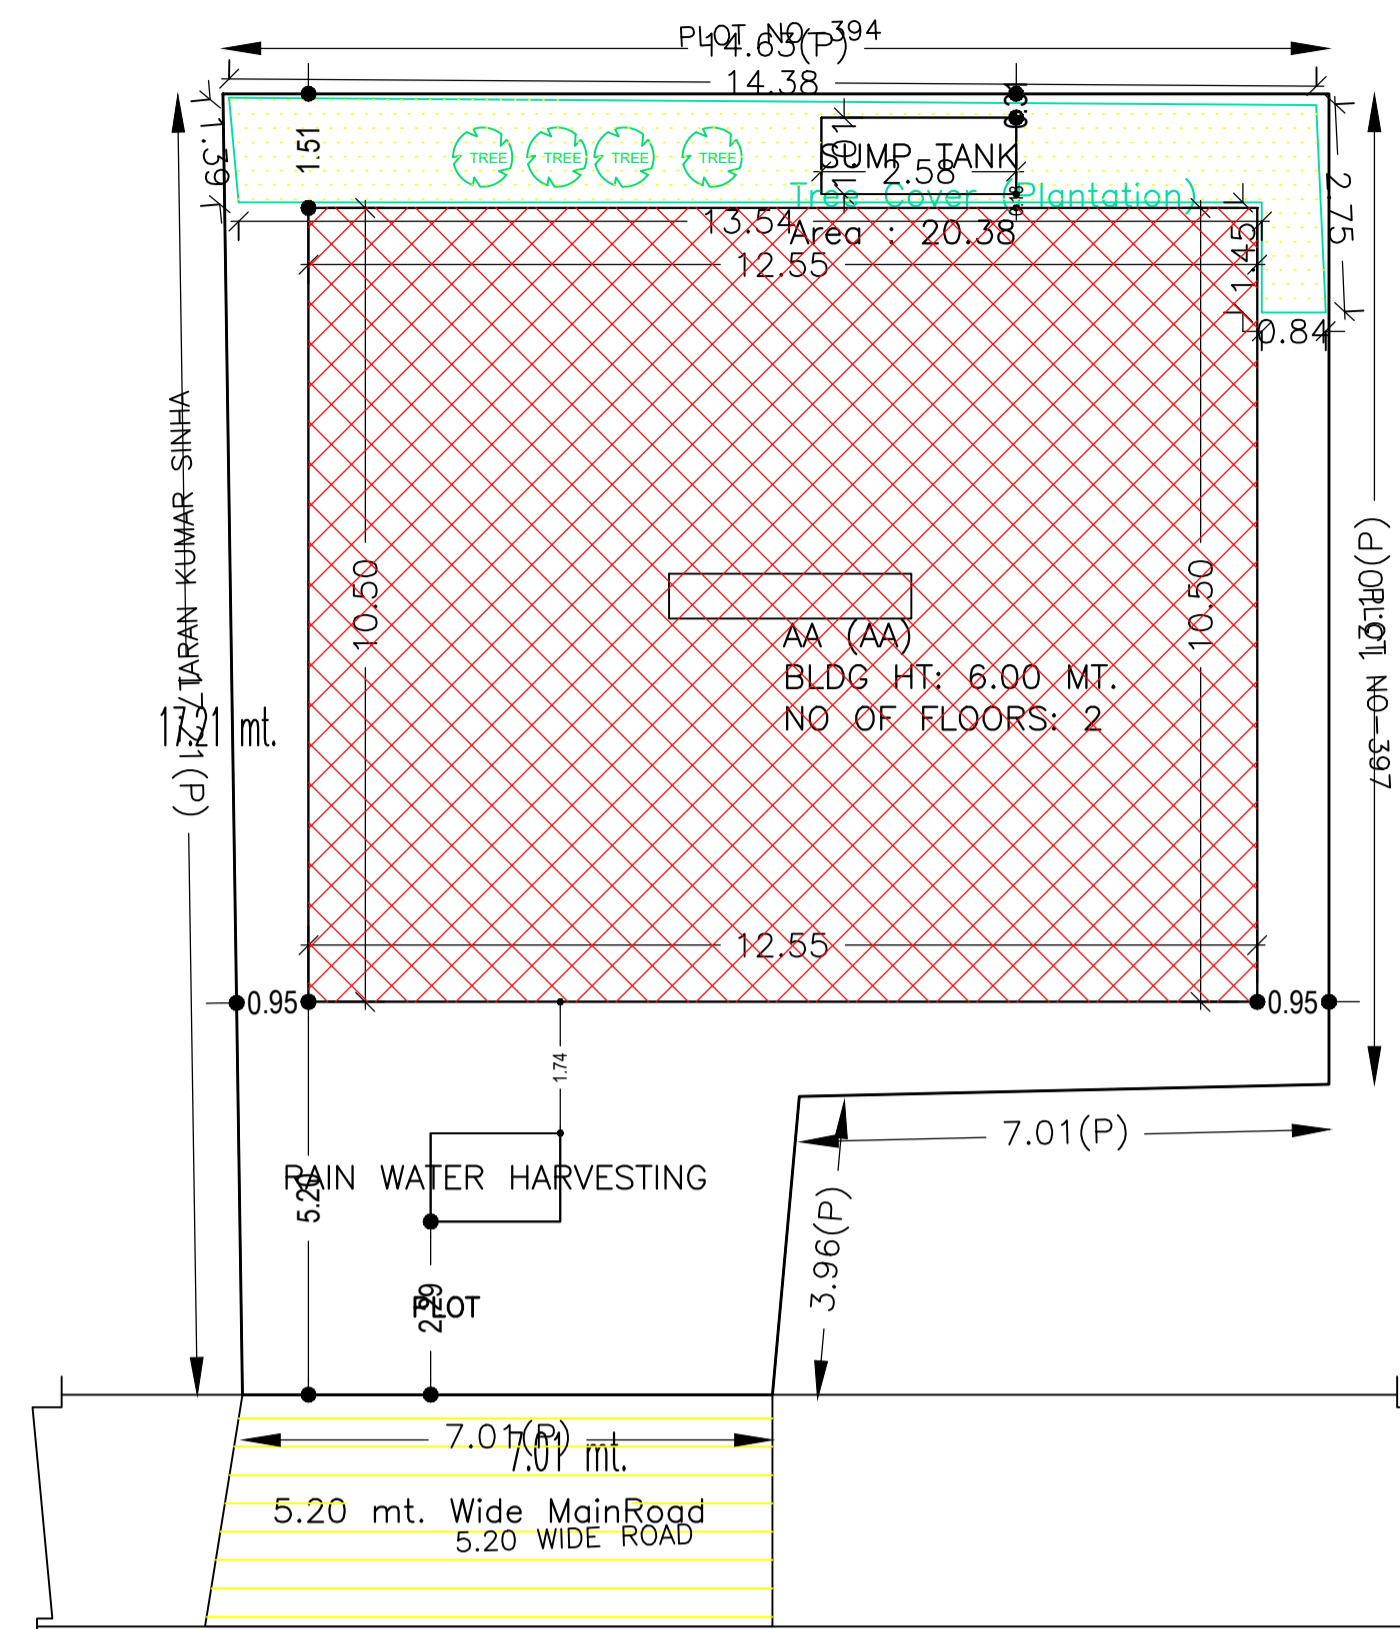 PLOT NO-394
14.63(P)
14.38
1.51
1.39
TREE TREE TREE TREE
1.01
SUMP TANK
2.58
Tree Cover (Plantation)
Area : 20.38
13.54
12.55
1.45
2.75
0.84
TARAN KUMAR SINHA
17.21(P)
17.21 mt.
10.50
10.50
AA (AA)
BLDG HT: 6.00 MT.
NO OF FLOORS: 2
PLOT NO-397
12.55
0.95
0.95
1.74
7.01(P)
RAIN WATER HARVESTING
5.20
3.96(P)
2.29
PLOT
7.01(P)
7.01 mt.
5.20 mt. Wide MainRoad
5.20 WIDE ROAD